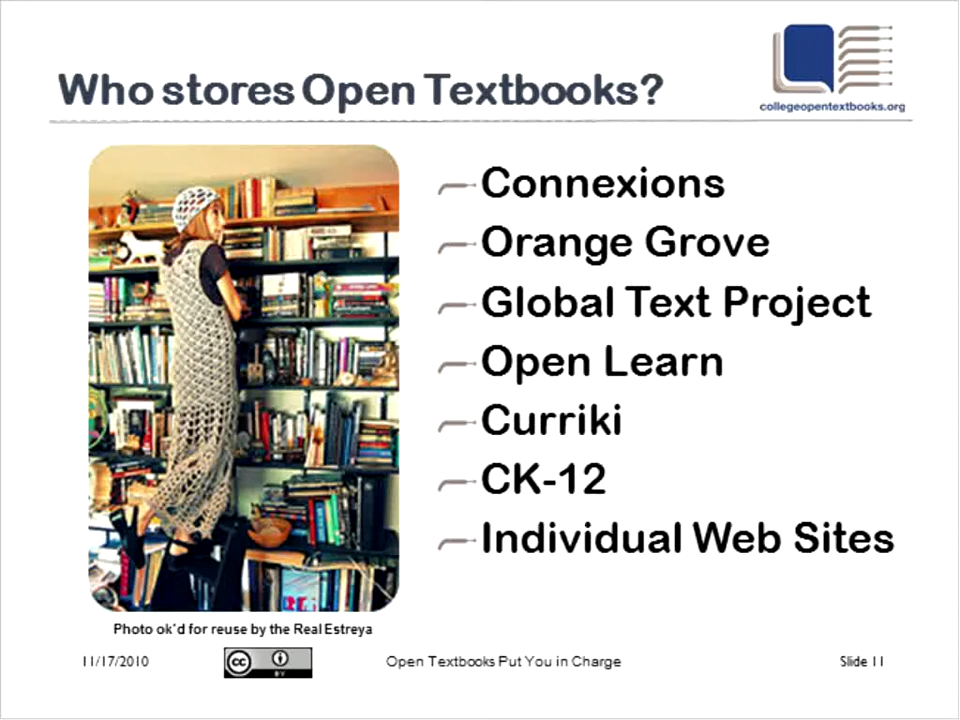 Who stores Open Textbooks?
collegeopentextbooks.org
Connexions
Orange Grove
Global Text Project
Open Learn
Curriki
CK-12
Individual Web Sites
Photo ok'd for reuse by the Real Estreya
11/17/2010
cc
BY
Open Textbooks Put You in Charge
Slide 11